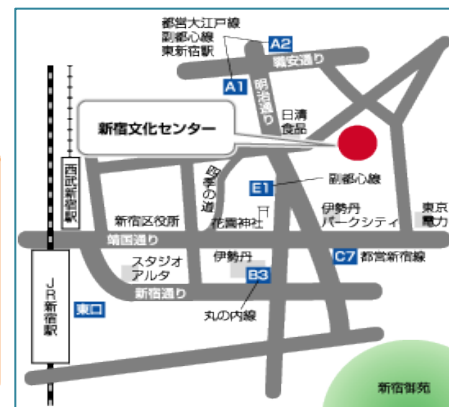 都営大江戸線
副都心線
東新宿駅
A2
職安通り
A1
明治通り
日清
食品
新宿文化センター
四季の道
西武新宿駅
E1
副都心線
新宿区役所
花園神社
伊勢丹
パークシティ
東京
電力
靖国通り
スタジオ
アルタ
伊勢丹
B3
C7
都営新宿線
新宿通り
JR新宿駅
東口
丸の内線
新宿御苑